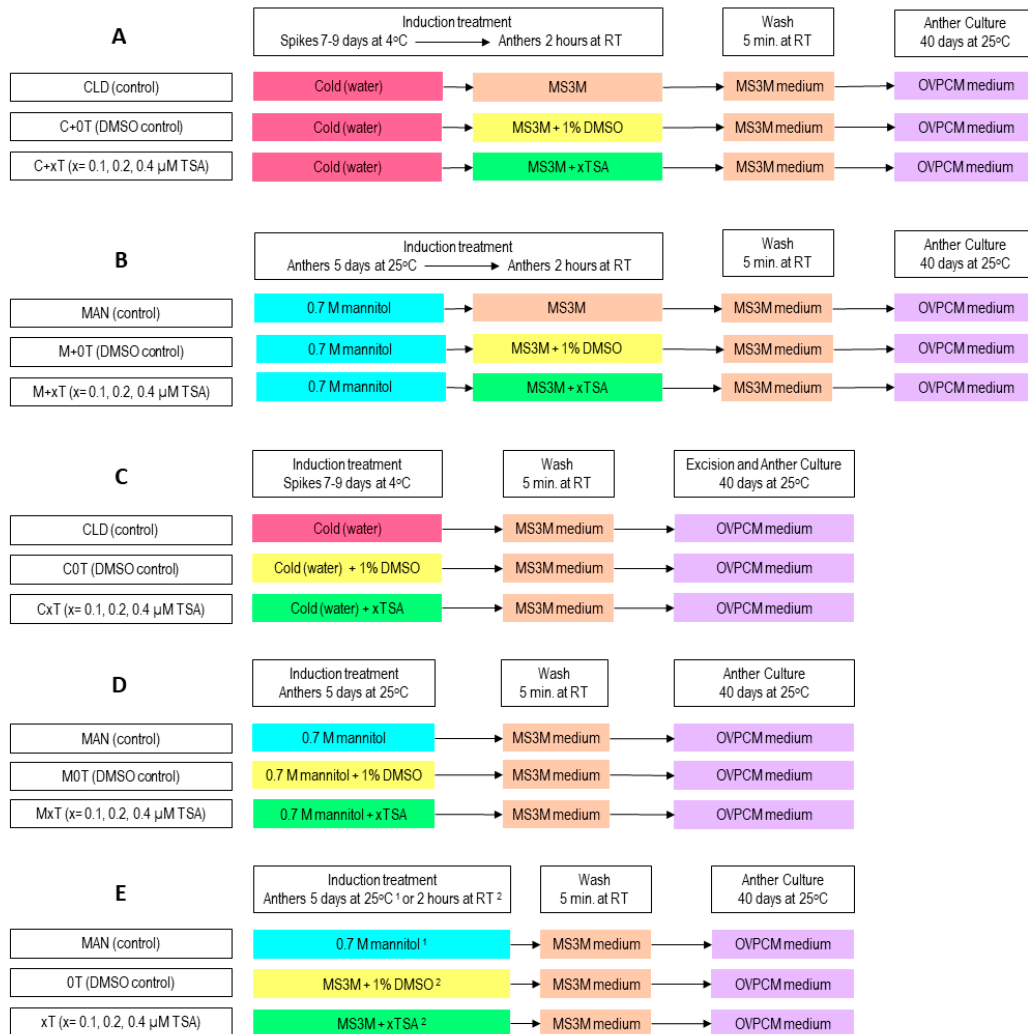 A
Induction treatment
Spikes 7-9 days at 4ºC Anthers 2 hours at RT
Wash
5 min. at RT
Anther Culture
40 days at 25ºC
CLD (control) Cold (water) MS3M MS3M medium OVPCM medium
C+0T (DMSO control) Cold (water) MS3M + 1% DMSO MS3M medium OVPCM medium
C+xT (x= 0.1, 0.2, 0.4 µM TSA) Cold (water) MS3M + xTSA MS3M medium OVPCM medium
B
Induction treatment
Anthers 5 days at 25ºC Anthers 2 hours at RT
Wash
5 min. at RT
Anther Culture
40 days at 25ºC
MAN (control) 0.7 M mannitol MS3M MS3M medium OVPCM medium
M+0T (DMSO control) 0.7 M mannitol MS3M + 1% DMSO MS3M medium OVPCM medium
M+xT (x= 0.1, 0.2, 0.4 µM TSA) 0.7 M mannitol MS3M + xTSA MS3M medium OVPCM medium
C
Induction treatment
Spikes 7-9 days at 4ºC
Wash
5 min. at RT
Excision and Anther Culture
40 days at 25ºC
CLD (control) Cold (water) MS3M medium OVPCM medium
C0T (DMSO control) Cold (water) + 1% DMSO MS3M medium OVPCM medium
CxT (x= 0.1, 0.2, 0.4 µM TSA) Cold (water) + xTSA MS3M medium OVPCM medium
D
Induction treatment
Anthers 5 days at 25ºC
Wash
5 min. at RT
Anther Culture
40 days at 25ºC
MAN (control) 0.7 M mannitol MS3M medium OVPCM medium
M0T (DMSO control) 0.7 M mannitol + 1% DMSO MS3M medium OVPCM medium
MxT (x= 0.1, 0.2, 0.4 µM TSA) 0.7 M mannitol + xTSA MS3M medium OVPCM medium
E
Induction treatment
Anthers 5 days at 25ºC ¹ or 2 hours at RT ²
Wash
5 min. at RT
Anther Culture
40 days at 25ºC
MAN (control) 0.7 M mannitol ¹ MS3M medium OVPCM medium
0T (DMSO control) MS3M + 1% DMSO ² MS3M medium OVPCM medium
xT (x= 0.1, 0.2, 0.4 µM TSA) MS3M + xTSA ² MS3M medium OVPCM medium